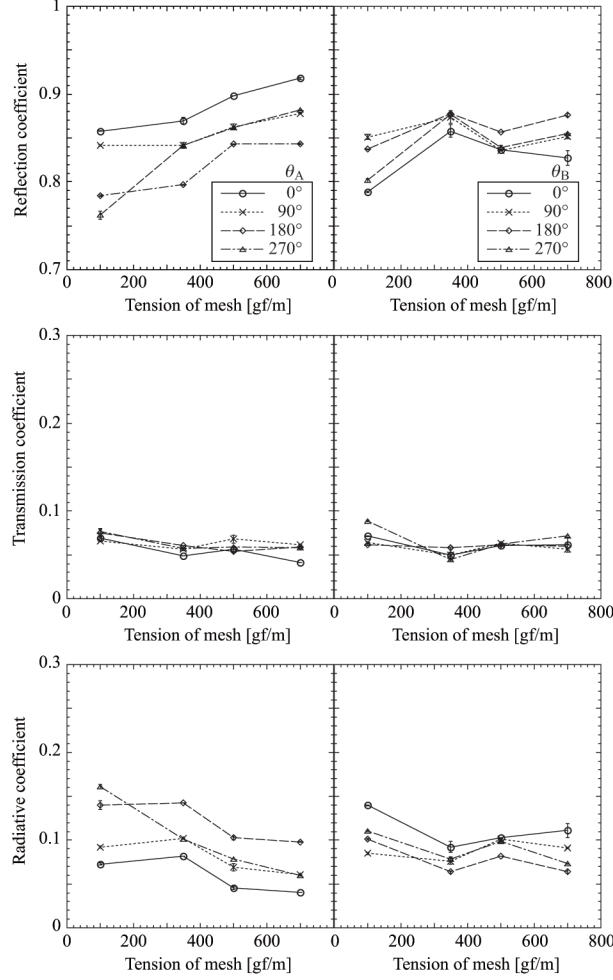 1
0.9
0.8
0.7
Reflection coefficient
θA
0°
90°
180°
270°
θB
0°
90°
180°
270°
0 200 400 600 0 200 400 600 800
Tension of mesh [gf/m] Tension of mesh [gf/m]
0.3
0.2
0.1
0
Transmission coefficient
0 200 400 600 0 200 400 600 800
Tension of mesh [gf/m] Tension of mesh [gf/m]
0.3
0.2
0.1
0
Radiative coefficient
0 200 400 600 0 200 400 600 800
Tension of mesh [gf/m] Tension of mesh [gf/m]